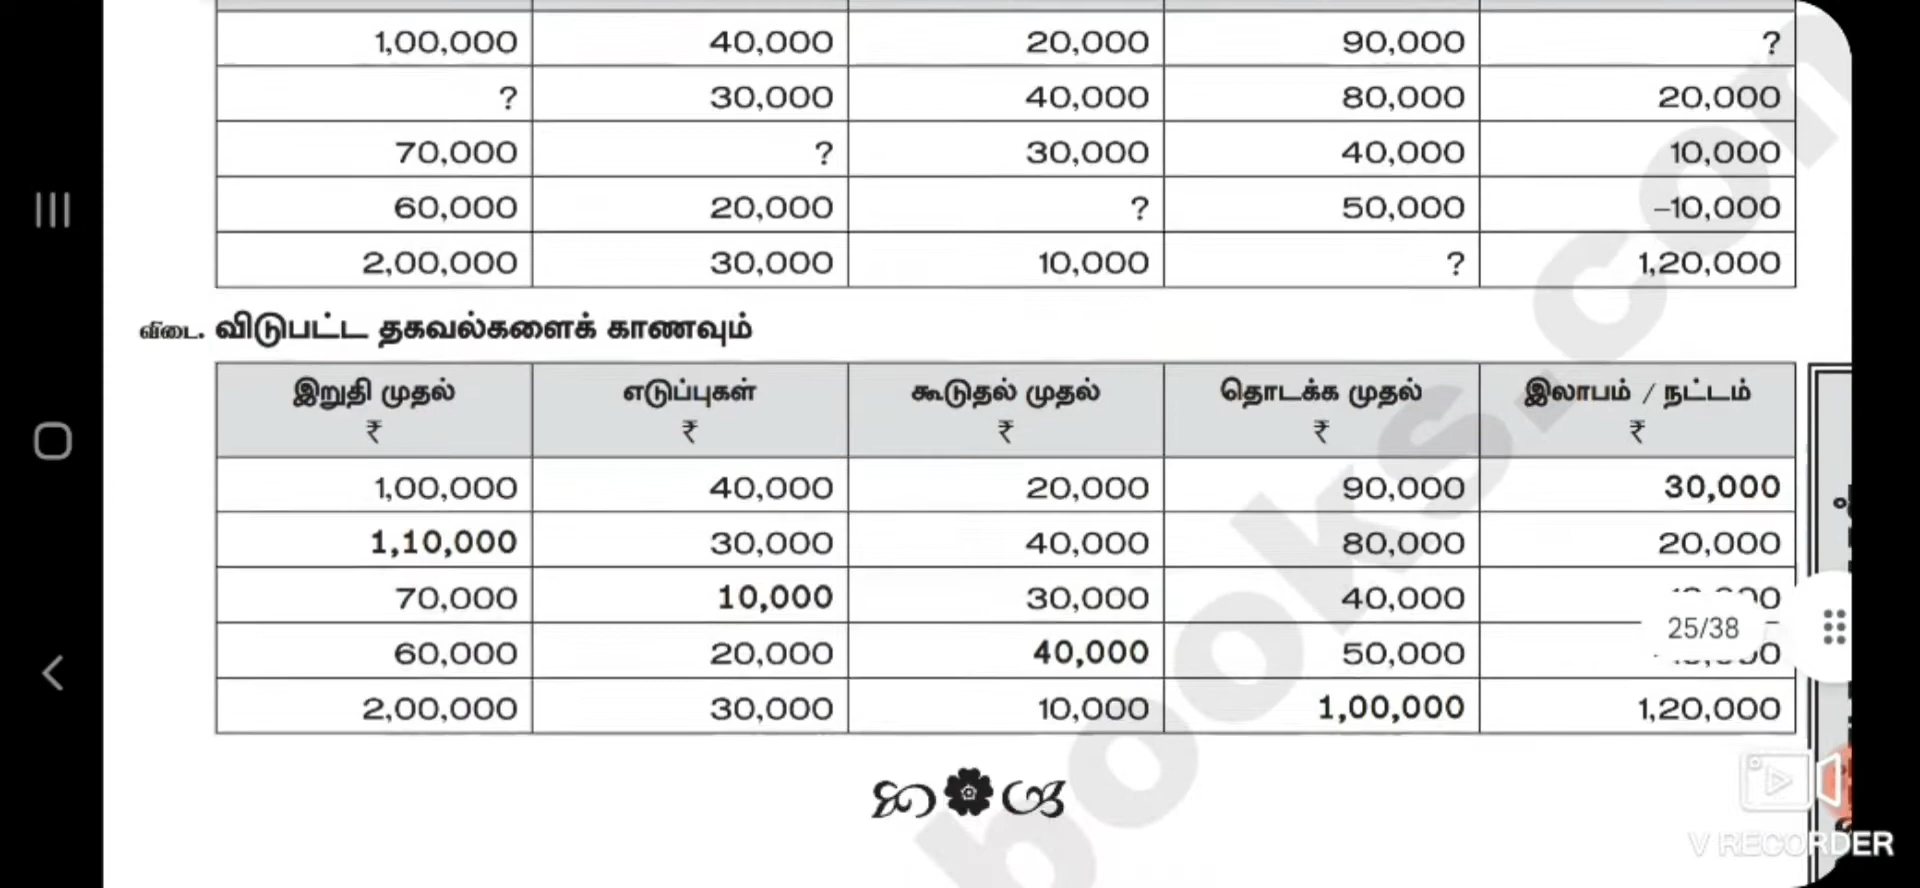 1,00,000 40,000 20,000 90,000 ?
? 30,000 40,000 80,000 20,000
70,000 ? 30,000 40,000 10,000
60,000 20,000 ? 50,000 –10,000
2,00,000 30,000 10,000 ? 1,20,000
விடை. விடுபட்ட தகவல்களைக் காணவும்
இறுதி முதல் எடுப்புகள் கூடுதல் முதல் தொடக்க முதல் இலாபம் / நட்டம்
₹ ₹ ₹ ₹ ₹
1,00,000 40,000 20,000 90,000 30,000
1,10,000 30,000 40,000 80,000 20,000
70,000 10,000 30,000 40,000
25/38
60,000 20,000 40,000 50,000
2,00,000 30,000 10,000 1,00,000 1,20,000
books.com
V RECORDER